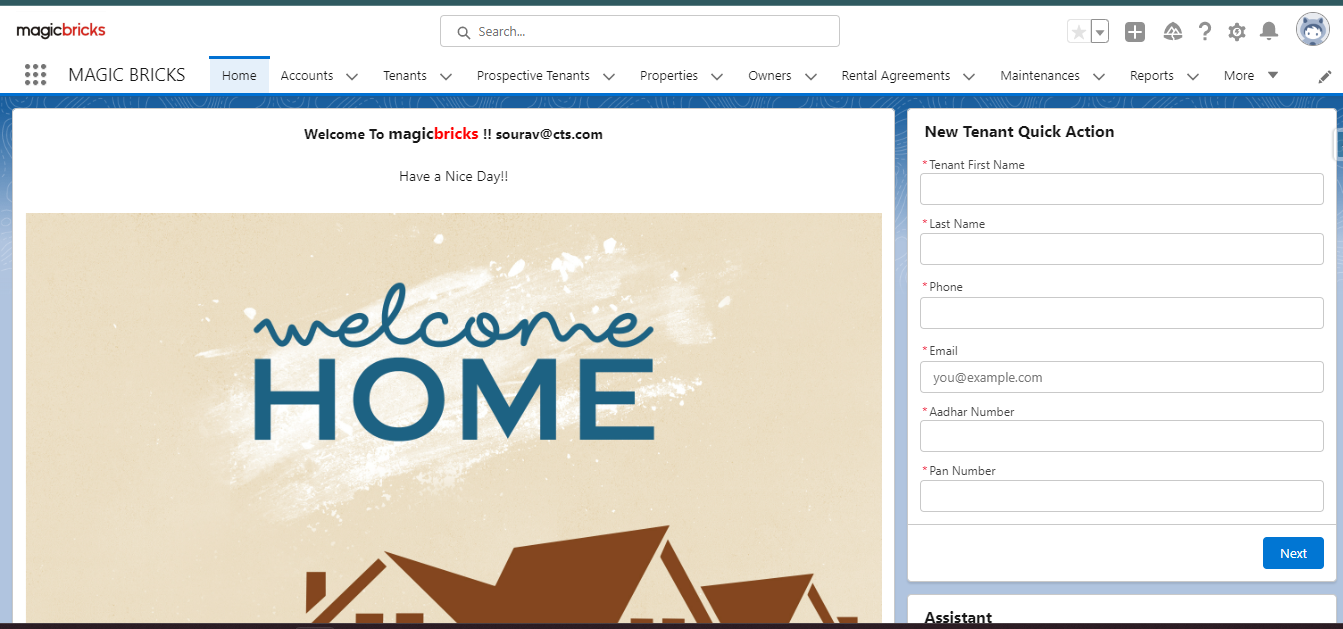 magicbricks
Search...
MAGIC BRICKS
Home
Accounts
Tenants
Prospective Tenants
Properties
Owners
Rental Agreements
Maintenances
Reports
More
Welcome To magicbricks !! sourav@cts.com
Have a Nice Day!!
welcome
HOME
New Tenant Quick Action
*Tenant First Name
*Last Name
*Phone
*Email
you@example.com
*Aadhar Number
*Pan Number
Next
Assistant